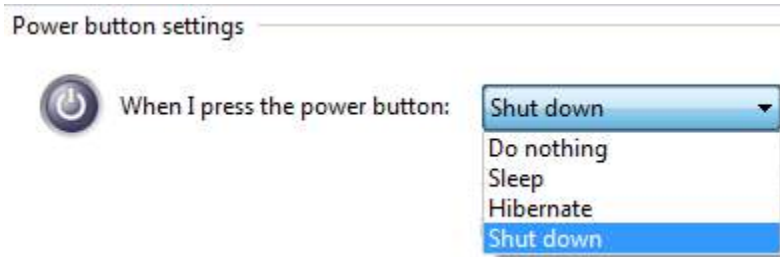 Power button settings
When I press the power button: Shut down
Do nothing
Sleep
Hibernate
Shut down